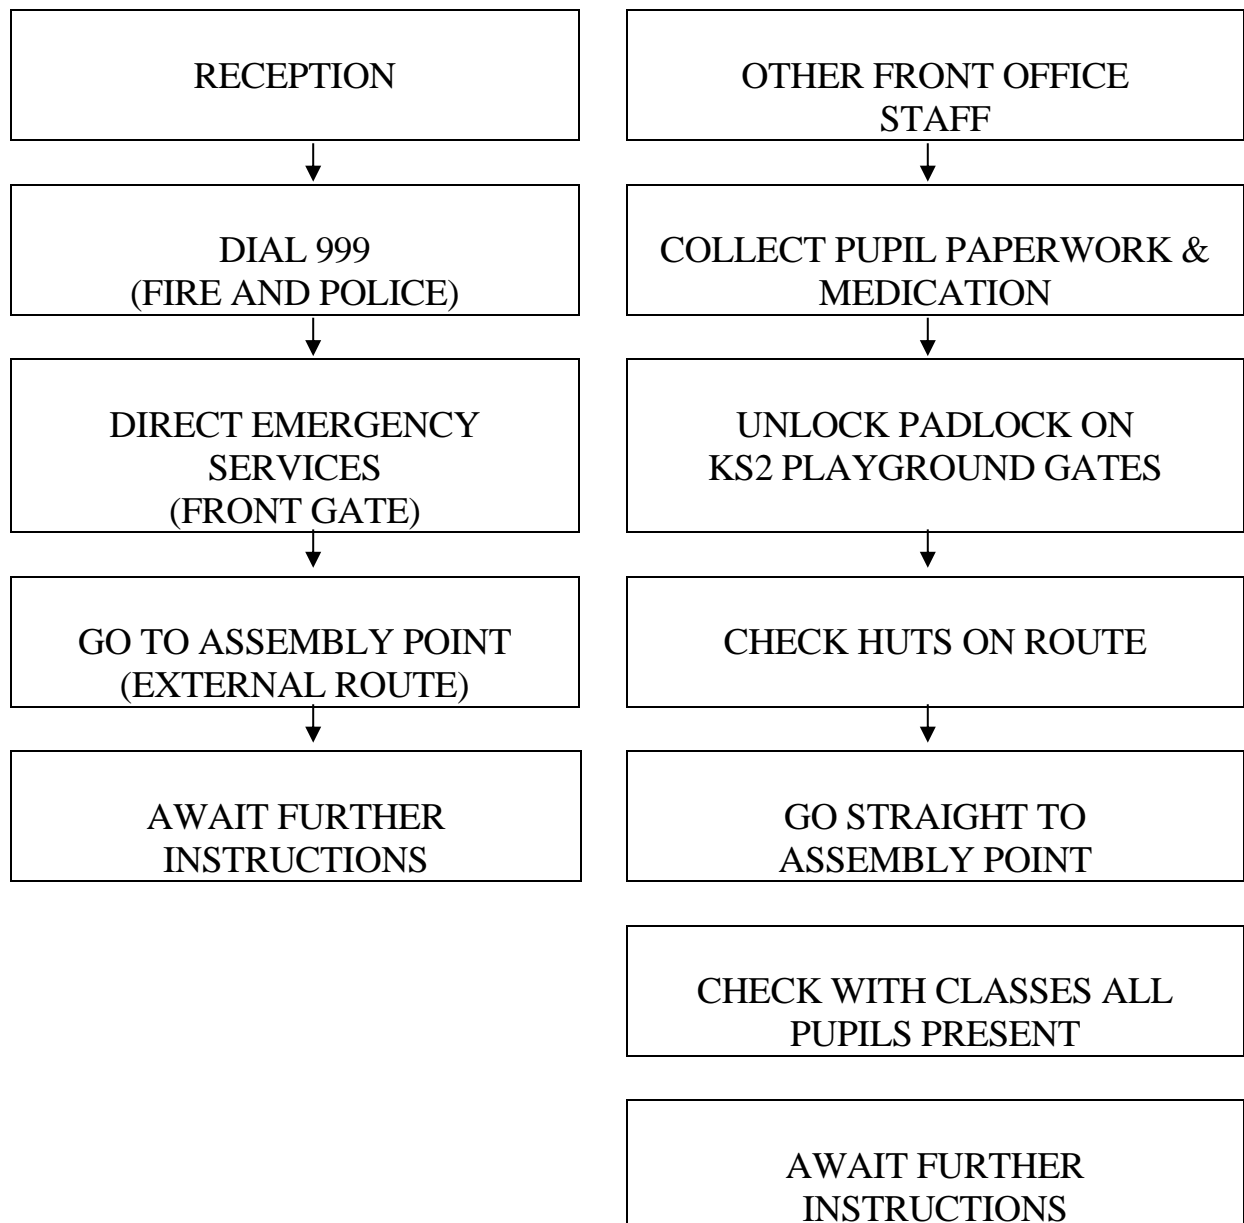 RECEPTION
DIAL 999
(FIRE AND POLICE)
DIRECT EMERGENCY
SERVICES
(FRONT GATE)
GO TO ASSEMBLY POINT
(EXTERNAL ROUTE)
AWAIT FURTHER
INSTRUCTIONS
OTHER FRONT OFFICE
STAFF
COLLECT PUPIL PAPERWORK &
MEDICATION
UNLOCK PADLOCK ON
KS2 PLAYGROUND GATES
CHECK HUTS ON ROUTE
GO STRAIGHT TO
ASSEMBLY POINT
CHECK WITH CLASSES ALL
PUPILS PRESENT
AWAIT FURTHER
INSTRUCTIONS